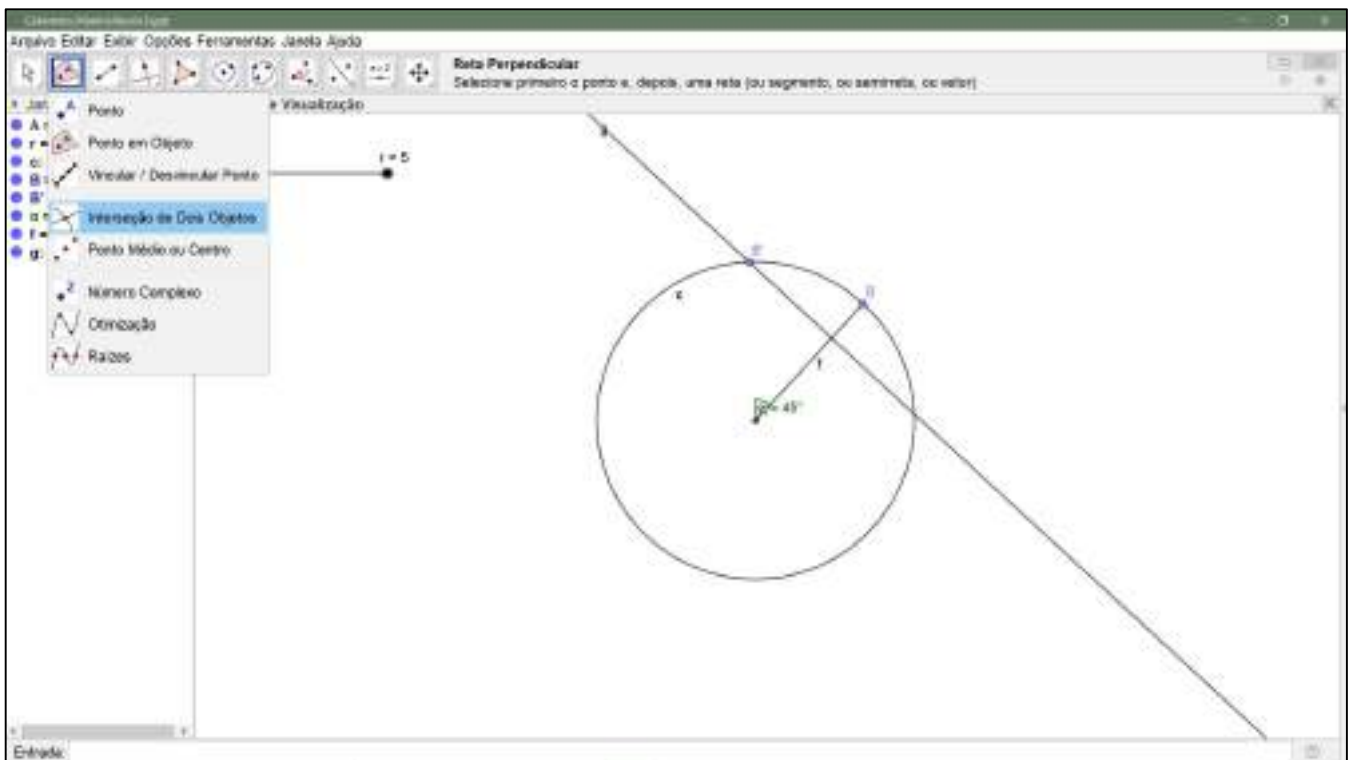 Arquivo Editar Exibir Opções Ferramentas Janela Ajuda
Reta Perpendicular
Selecione primeiro o ponto e, depois, uma reta (ou segmento, ou semirreta, ou vetor)
Visualização
Ponto
Ponto em Objeto
Vincular / Desvincular Ponto
Interseção de Dois Objetos
Ponto Médio ou Centro
Número Complexo
Otimização
Raízes
A
r =
c:
B
B'
α
f =
g:
r = 5
g
B'
B
c
f
= 45°
Entrada: